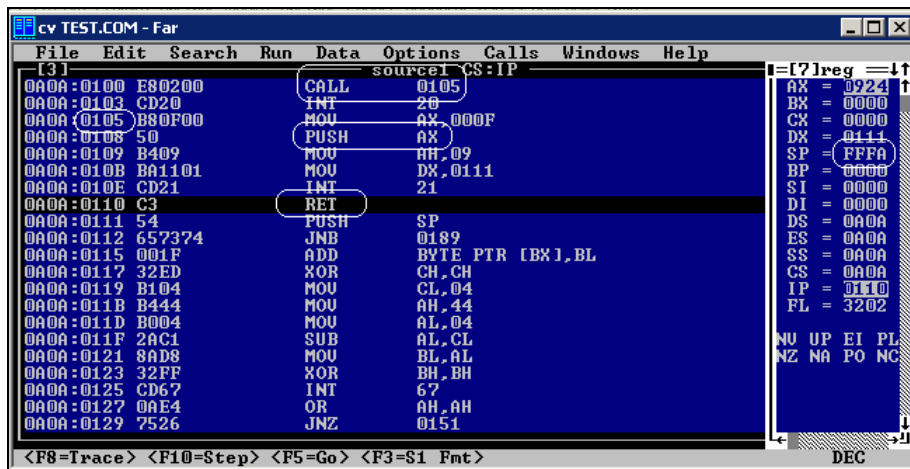 cv TEST.COM - Far
File Edit Search Run Data Options Calls Windows Help
[3] source1 CS:IP
0A0A:0100 E80200 CALL 0105
0A0A:0103 CD20 INT 20
0A0A:0105 B80F00 MOV AX,000F
0A0A:0108 50 PUSH AX
0A0A:0109 B409 MOV AH,09
0A0A:010B BA1101 MOV DX,0111
0A0A:010E CD21 INT 21
0A0A:0110 C3 RET
0A0A:0111 54 PUSH SP
0A0A:0112 657374 JNB 0189
0A0A:0115 001F ADD BYTE PTR [BX],BL
0A0A:0117 32ED XOR CH,CH
0A0A:0119 B104 MOV CL,04
0A0A:011B B444 MOV AH,44
0A0A:011D B004 MOV AL,04
0A0A:011F 2AC1 SUB AL,CL
0A0A:0121 8AD8 MOV BL,AL
0A0A:0123 32FF XOR BH,BH
0A0A:0125 CD67 INT 67
0A0A:0127 0AE4 OR AH,AH
0A0A:0129 7526 JNZ 0151
[7]reg
AX = 0924
BX = 0000
CX = 0000
DX = 0111
SP = FFFA
BP = 0000
SI = 0000
DI = 0000
DS = 0A0A
ES = 0A0A
SS = 0A0A
CS = 0A0A
IP = 0110
FL = 3202
NV UP EI PL
NZ NA PO NC
<F8=Trace> <F10=Step> <F5=Go> <F3=S1 Fmt> DEC